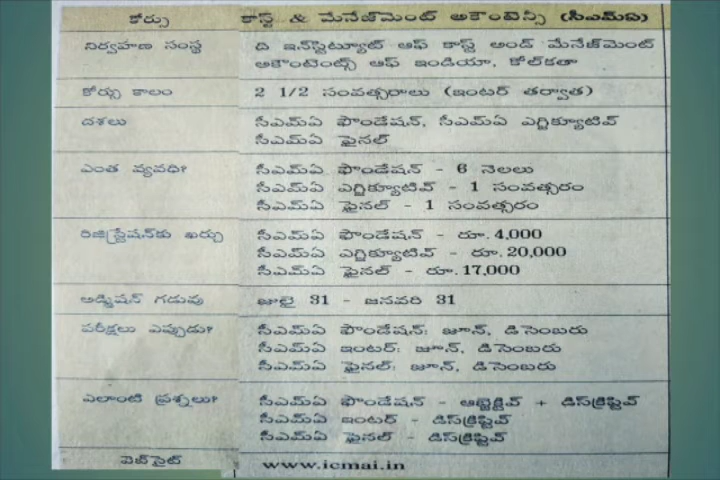 కోర్సు కాస్ట్ & మేనేజ్‌మెంట్ అకౌంటెన్సీ (సీఎమ్ఏ)
నిర్వహణ సంస్థ ది ఇన్‌స్టిట్యూట్ ఆఫ్ కాస్ట్ అండ్ మేనేజ్‌మెంట్
అకౌంటెంట్స్ ఆఫ్ ఇండియా, కోల్‌కతా
కోర్సు కాలం 2 1/2 సంవత్సరాలు (ఇంటర్ తర్వాత)
దశలు సీఎమ్ఏ ఫౌండేషన్, సీఎమ్ఏ ఎగ్జిక్యూటివ్
సీఎమ్ఏ ఫైనల్
ఎంత వ్యవధి? సీఎమ్ఏ ఫౌండేషన్ - 6 నెలలు
సీఎమ్ఏ ఎగ్జిక్యూటివ్ - 1 సంవత్సరం
సీఎమ్ఏ ఫైనల్ - 1 సంవత్సరం
రిజిస్ట్రేషన్‌కు ఖర్చు సీఎమ్ఏ ఫౌండేషన్ - రూ. 4,000
సీఎమ్ఏ ఎగ్జిక్యూటివ్ - రూ. 20,000
సీఎమ్ఏ ఫైనల్ - రూ. 17,000
అడ్మిషన్ గడువు జులై 31 - జనవరి 31
పరీక్షలు ఎప్పుడు? సీఎమ్ఏ ఫౌండేషన్: జూన్, డిసెంబరు
సీఎమ్ఏ ఇంటర్: జూన్, డిసెంబరు
సీఎమ్ఏ ఫైనల్: జూన్, డిసెంబరు
ఎలాంటి ప్రశ్నలు? సీఎమ్ఏ ఫౌండేషన్ - ఆబ్జెక్టివ్ + డిస్‌క్రిప్టివ్
సీఎమ్ఏ ఇంటర్ - డిస్‌క్రిప్టివ్
సీఎమ్ఏ ఫైనల్ - డిస్‌క్రిప్టివ్
వెబ్‌సైట్ www.icmai.in